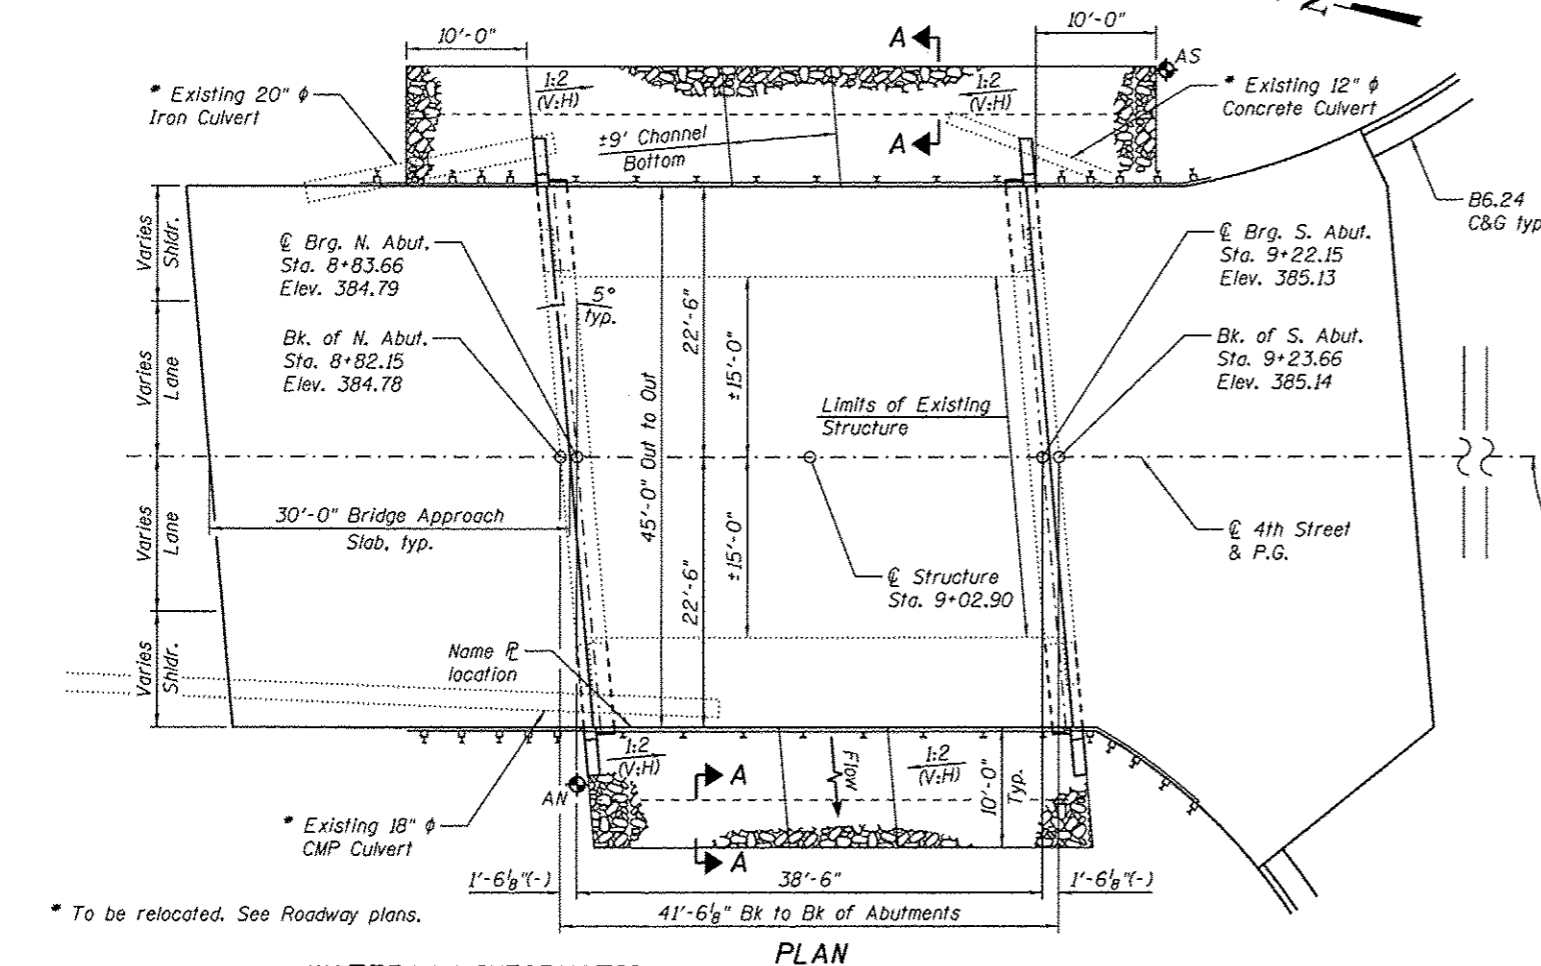 10'-0"
A
10'-0"
AS
* Existing 20" ϕ
Iron Culvert
1:2
(V:H)
1:2
(V:H)
* Existing 12" ϕ
Concrete Culvert
±9' Channel
Bottom
A
B6.24
C&G typ
Varies
Shldr.
Varies
Lane
Varies
Lane
Varies
Shldr.
℄ Brg. N. Abut.
Sta. 8+83.66
Elev. 384.79
Bk. of N. Abut.
Sta. 8+82.15
Elev. 384.78
5°
typ.
22'-6"
±15'-0"
45'-0" Out to Out
Limits of Existing
Structure
℄ Brg. S. Abut.
Sta. 9+22.15
Elev. 385.13
Bk. of S. Abut.
Sta. 9+23.66
Elev. 385.14
30'-0" Bridge Approach
Slab, typ.
22'-6"
±15'-0"
℄ Structure
Sta. 9+02.90
℄ 4th Street
& P.G.
Name PL
location
1:2
(V:H)
A
Flow
1:2
(V:H)
10'-0"
Typ.
AN
* Existing 18" ϕ
CMP Culvert
A
1'-6⅛"(-)
38'-6"
1'-6⅛"(-)
41'-6⅛" Bk to Bk of Abutments
* To be relocated. See Roadway plans.
PLAN